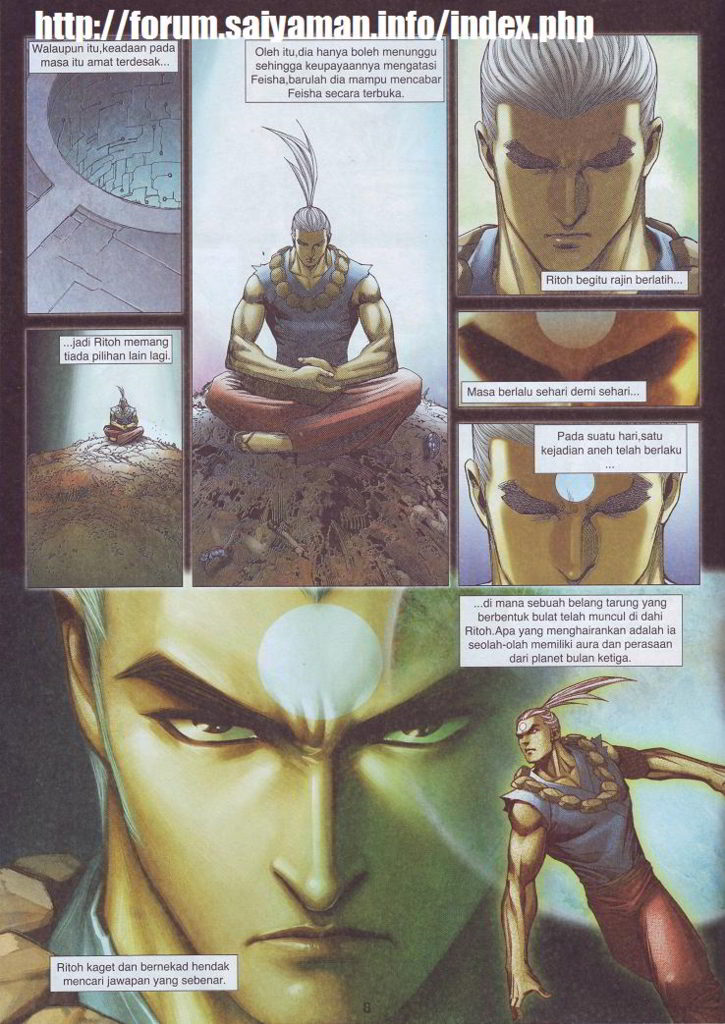 http://forum.saiyaman.info/index.php
Walaupun itu,keadaan pada
masa itu amat terdesak...
...jadi Ritoh memang
tiada pilihan lain lagi.
Oleh itu,dia hanya boleh menunggu
sehingga keupayaannya mengatasi
Feisha,barulah dia mampu mencabar
Feisha secara terbuka.
Ritoh begitu rajin berlatih...
Masa berlalu sehari demi sehari...
Pada suatu hari,satu
kejadian aneh telah berlaku
...
...di mana sebuah belang tarung yang
berbentuk bulat telah muncul di dahi
Ritoh.Apa yang menghairankan adalah ia
seolah-olah memiliki aura dan perasaan
dari planet bulan ketiga.
Ritoh kaget dan bernekad hendak
mencari jawapan yang sebenar.
8